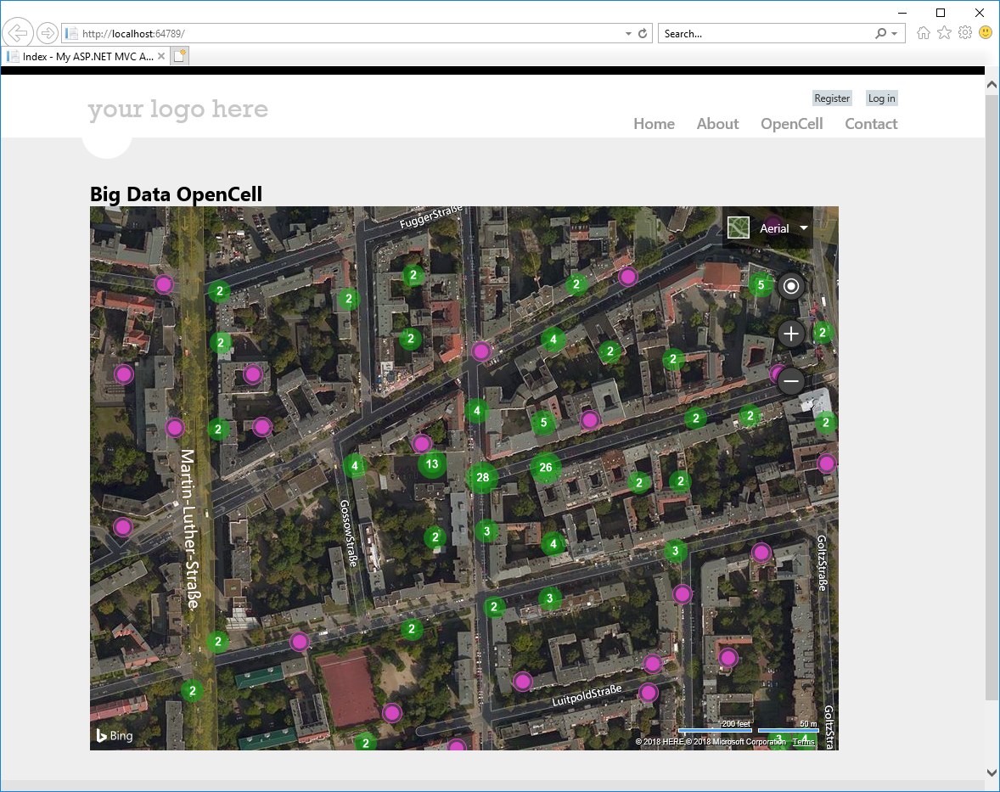 http://localhost:64789/
Search...
Index - My ASP.NET MVC A...
your logo here
Register Log in
Home About OpenCell Contact
Big Data OpenCell
FuggerStraße
Aerial
2
2
2
5
2
2
2
2
4
2
2
4
5
2
2
2
2
4
13
28
26
2
2
Martin-Luther-Straße
GossowStraße
2
3
4
3
GoltzStraße
2
3
2
2
2
LuitpoldStraße
GoltzStra
2
3
4
Bing
200 feet 50 m
© 2018 HERE,© 2018 Microsoft Corporation Terms